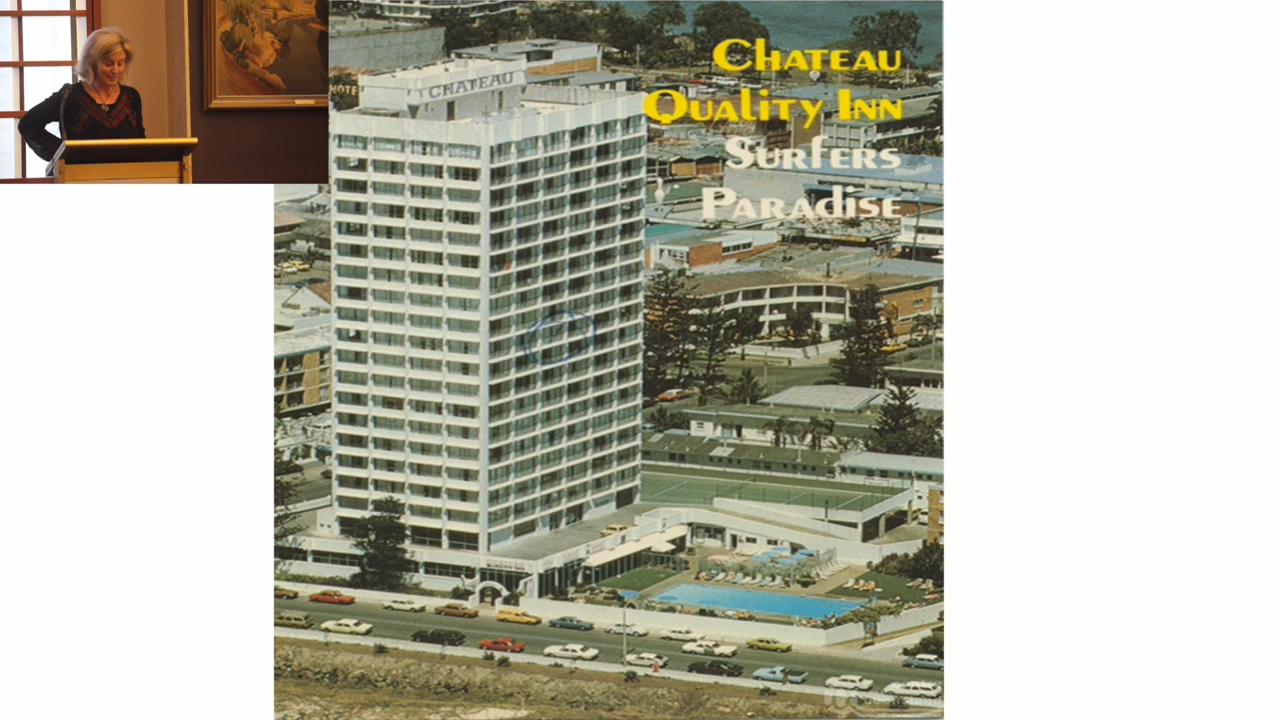 CHATEAU
QUALITY INN
SURFERS
PARADISE
CHATEAU